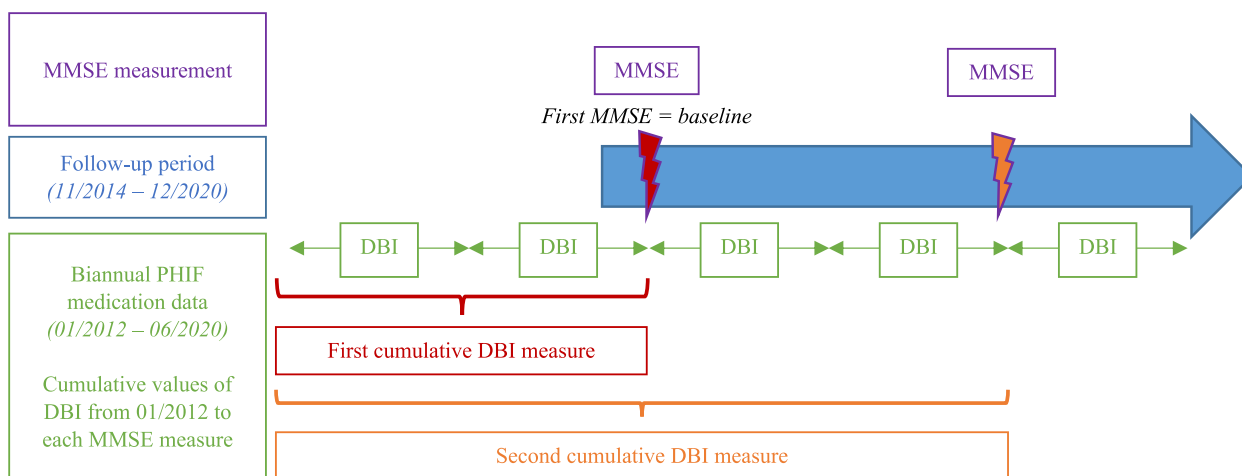 MMSE measurement
MMSE
MMSE
First MMSE = baseline
Follow-up period
(11/2014 – 12/2020)
DBI
DBI
DBI
DBI
DBI
Biannual PHIF
medication data
(01/2012 – 06/2020)
Cumulative values of
DBI from 01/2012 to
each MMSE measure
First cumulative DBI measure
Second cumulative DBI measure